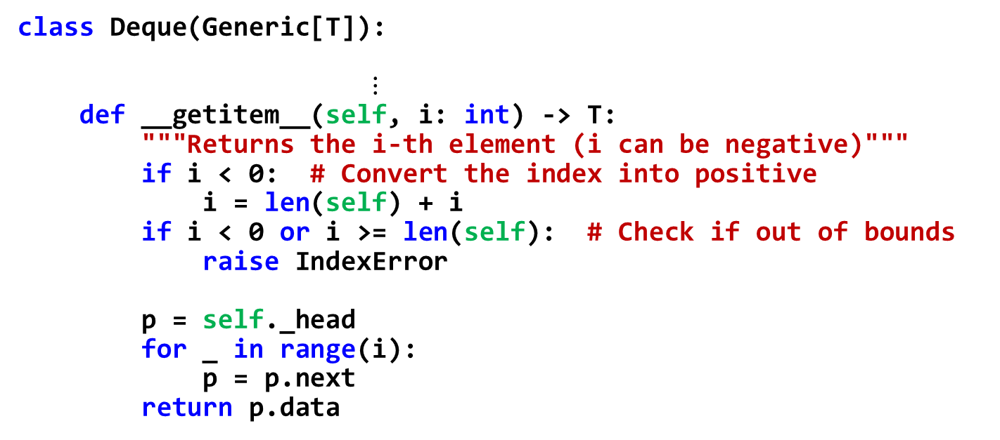 class Deque(Generic[T]):
⋮
    def __getitem__(self, i: int) -> T:
        """Returns the i-th element (i can be negative)"""
        if i < 0:  # Convert the index into positive
            i = len(self) + i
        if i < 0 or i >= len(self):  # Check if out of bounds
            raise IndexError
        p = self._head
        for _ in range(i):
            p = p.next
        return p.data